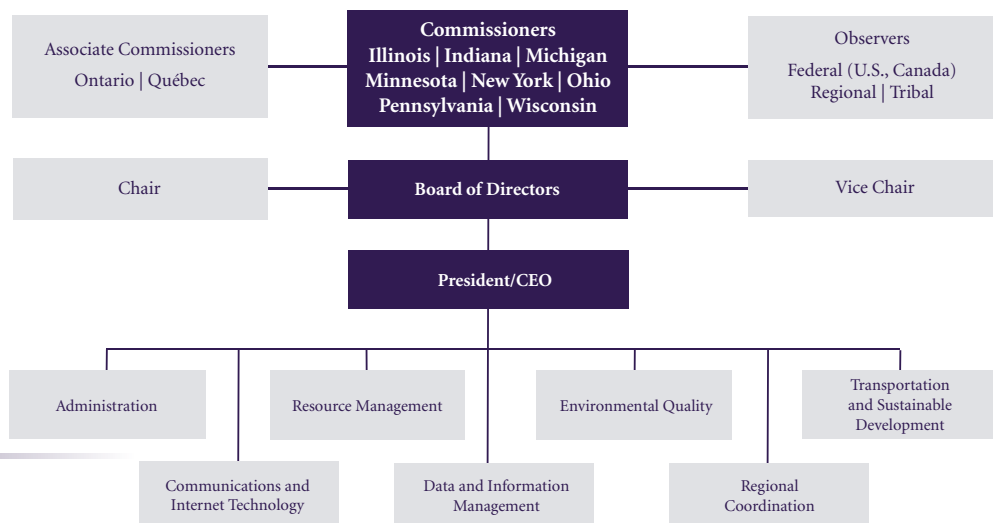 Associate Commissioners
Ontario | Québec
Commissioners
Illinois | Indiana | Michigan
Minnesota | New York | Ohio
Pennsylvania | Wisconsin
Observers
Federal (U.S., Canada)
Regional | Tribal
Chair
Board of Directors
Vice Chair
President/CEO
Administration
Resource Management
Environmental Quality
Transportation
and Sustainable
Development
Communications and
Internet Technology
Data and Information
Management
Regional
Coordination